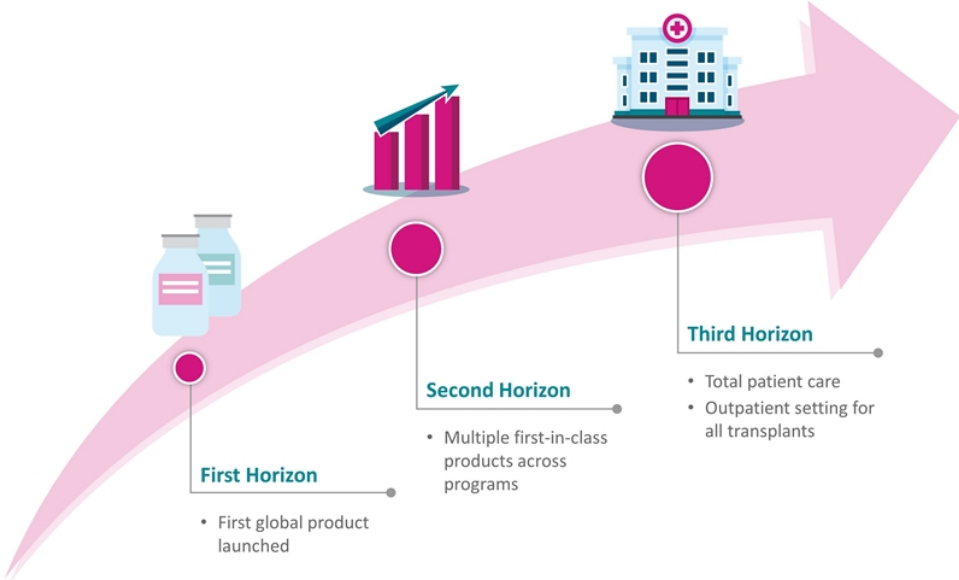 First Horizon
• First global product
launched
Second Horizon
• Multiple first-in-class
products across
programs
Third Horizon
• Total patient care
• Outpatient setting for
all transplants